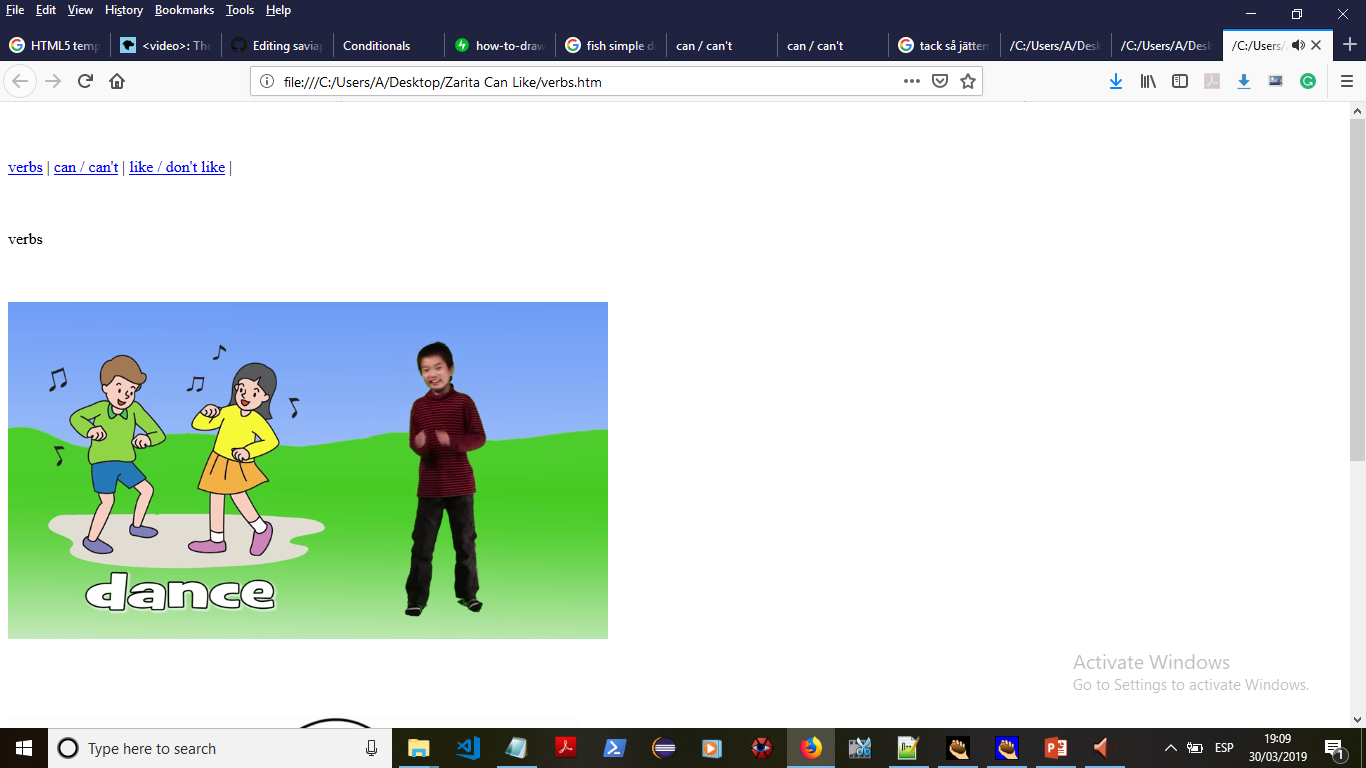 File Edit View History Bookmarks Tools Help
HTML5 temp <video>: The Editing saviap Conditionals how-to-draw fish simple d can / can't can / can't tack så jättem /C:/Users/A/Desk /C:/Users/A/Desk /C:/Users/
file:///C:/Users/A/Desktop/Zarita Can Like/verbs.htm
verbs | can / can't | like / don't like |
verbs
dance
Activate Windows
Go to Settings to activate Windows.
Type here to search
ESP
19:09
30/03/2019
1